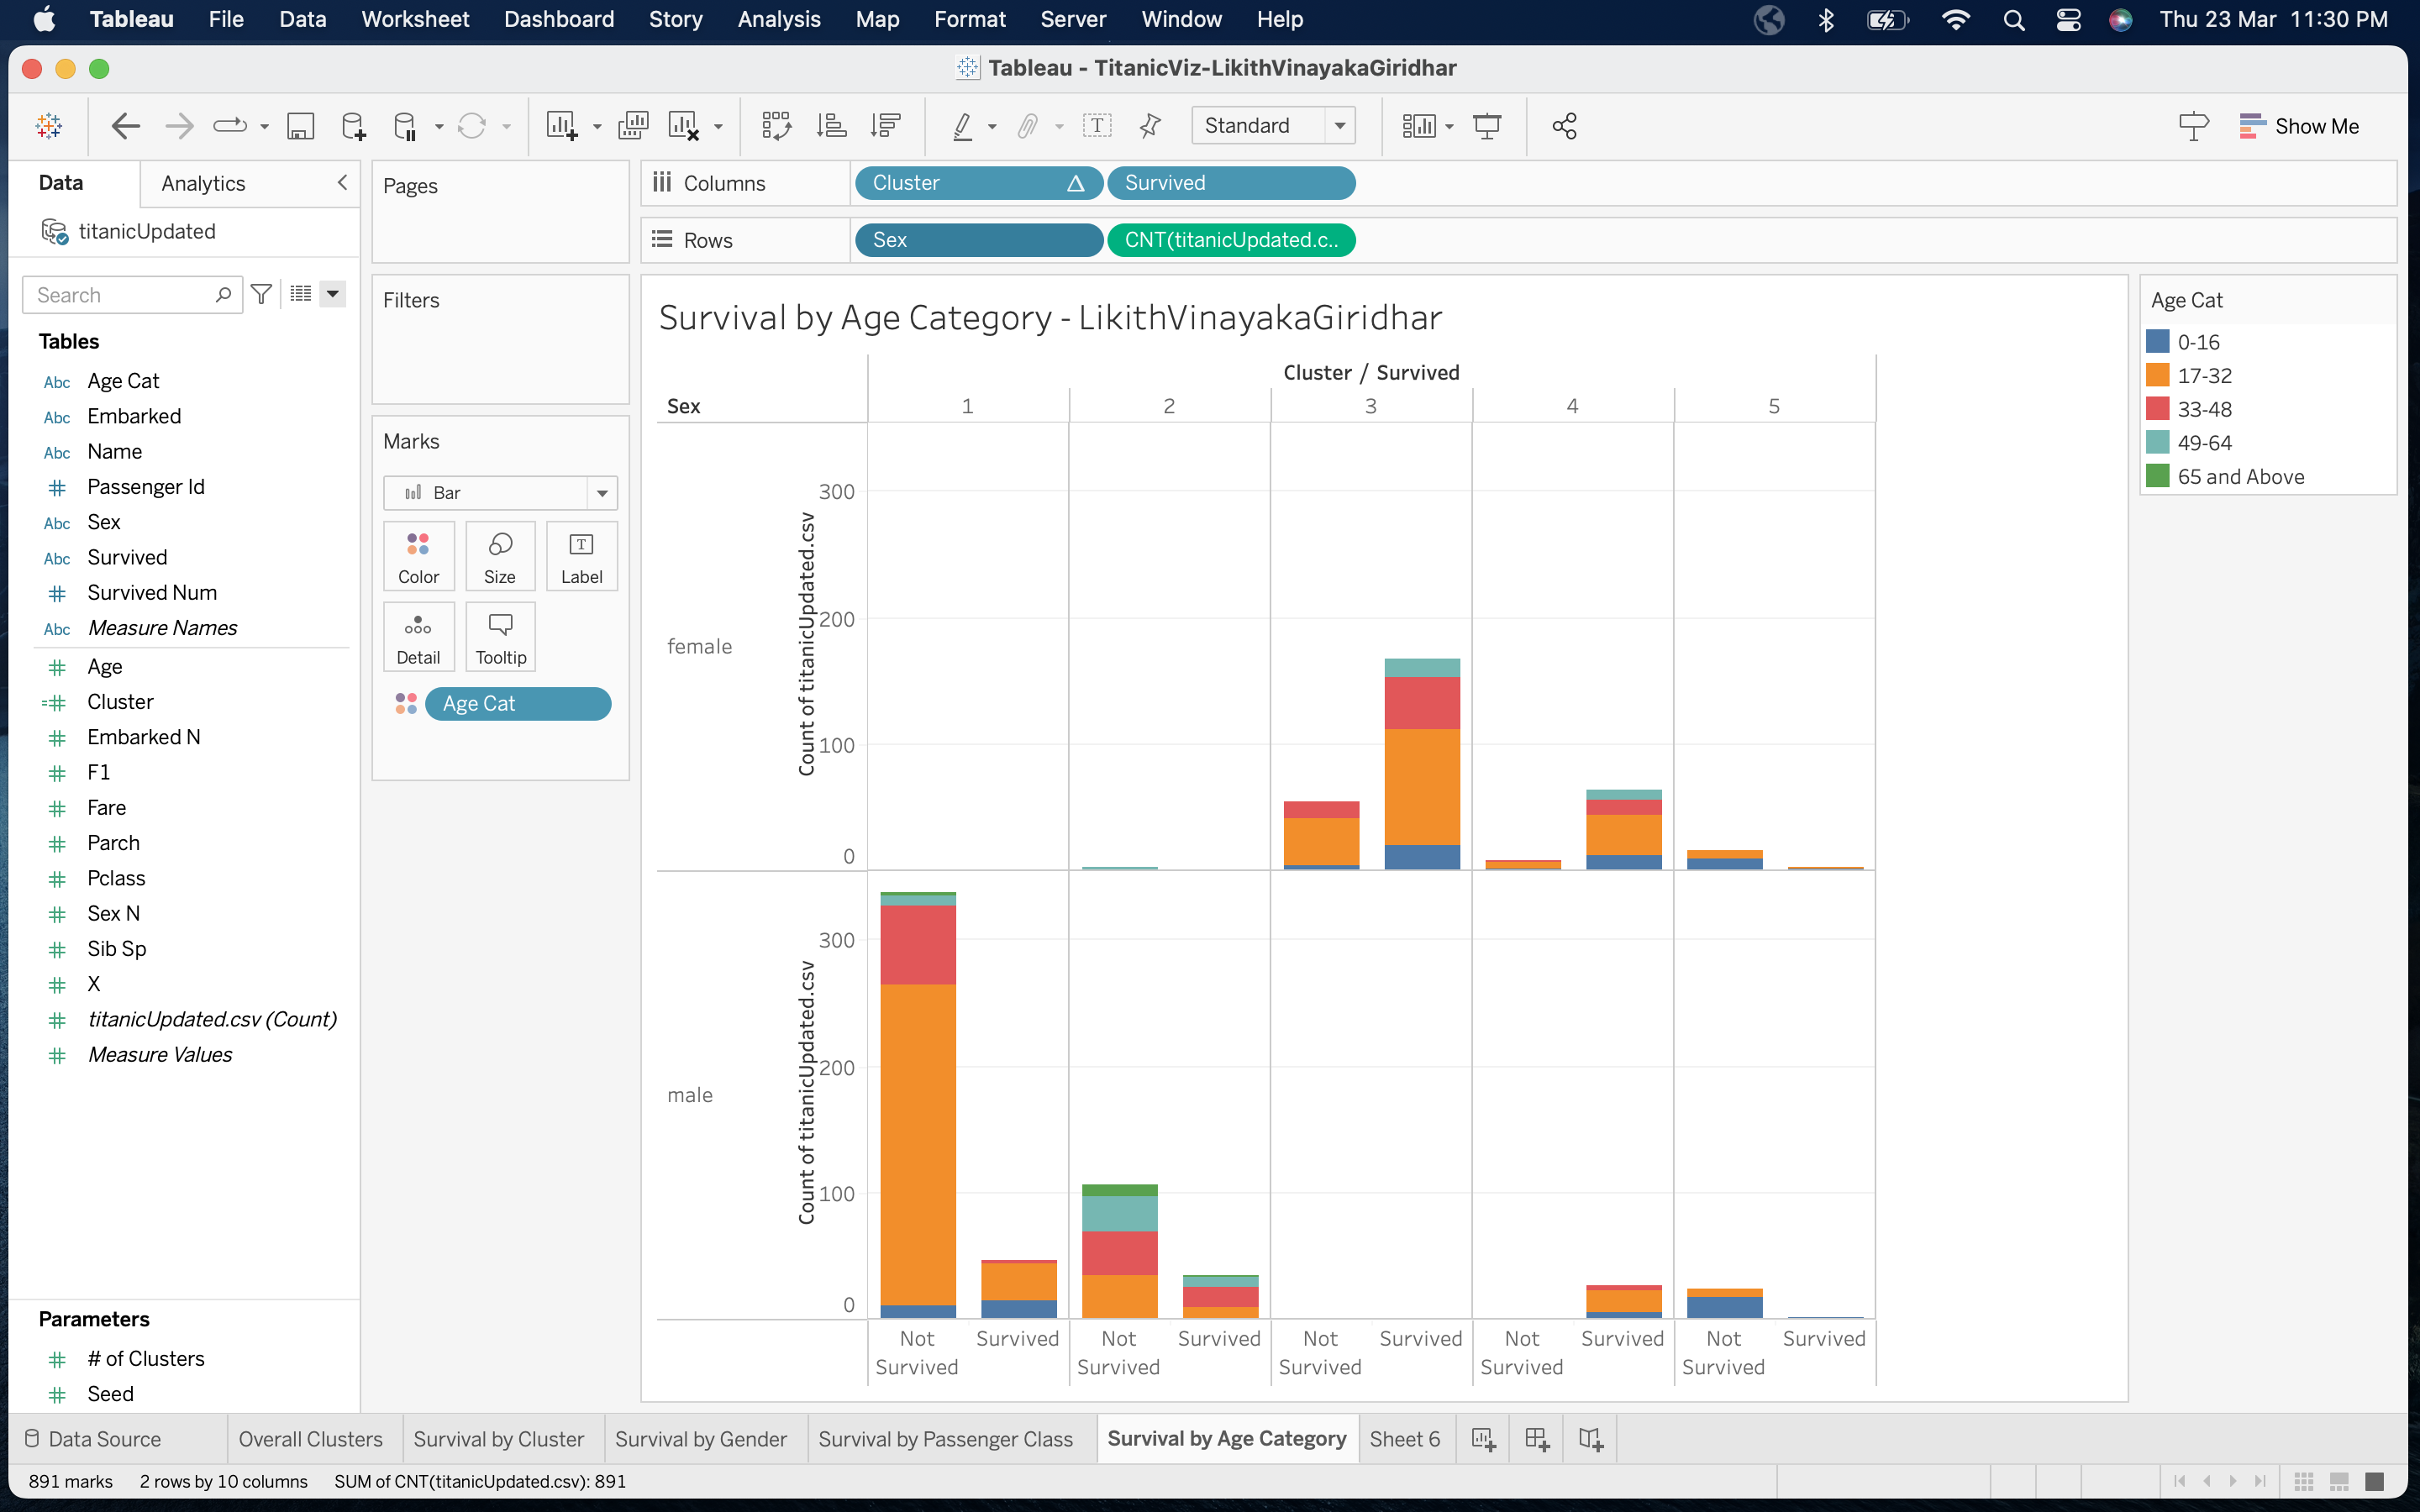 Tableau File Data Worksheet Dashboard Story Analysis Map Format Server Window Help Thu 23 Mar 11:30 PM
Tableau - TitanicViz-LikithVinayakaGiridhar
Standard
Show Me
Data Analytics
titanicUpdated
Search
Tables
Abc Age Cat
Abc Embarked
Abc Name
# Passenger Id
Abc Sex
Abc Survived
# Survived Num
Abc Measure Names
# Age
=# Cluster
# Embarked N
# F1
# Fare
# Parch
# Pclass
# Sex N
# Sib Sp
# X
# titanicUpdated.csv (Count)
# Measure Values
Parameters
# # of Clusters
# Seed
Pages
Filters
Marks
Bar
Color Size T Label
Detail Tooltip
Age Cat
Columns Cluster Δ Survived
Rows Sex CNT(titanicUpdated.c..
Survival by Age Category - LikithVinayakaGiridhar
Cluster / Survived
Sex 1 2 3 4 5
female
Count of titanicUpdated.csv
300
200
100
0
male
Count of titanicUpdated.csv
300
200
100
0
Not Survived Survived Not Survived Survived Not Survived Survived Not Survived Survived Not Survived Survived
Age Cat
0-16
17-32
33-48
49-64
65 and Above
Data Source Overall Clusters Survival by Cluster Survival by Gender Survival by Passenger Class Survival by Age Category Sheet 6
891 marks 2 rows by 10 columns SUM of CNT(titanicUpdated.csv): 891